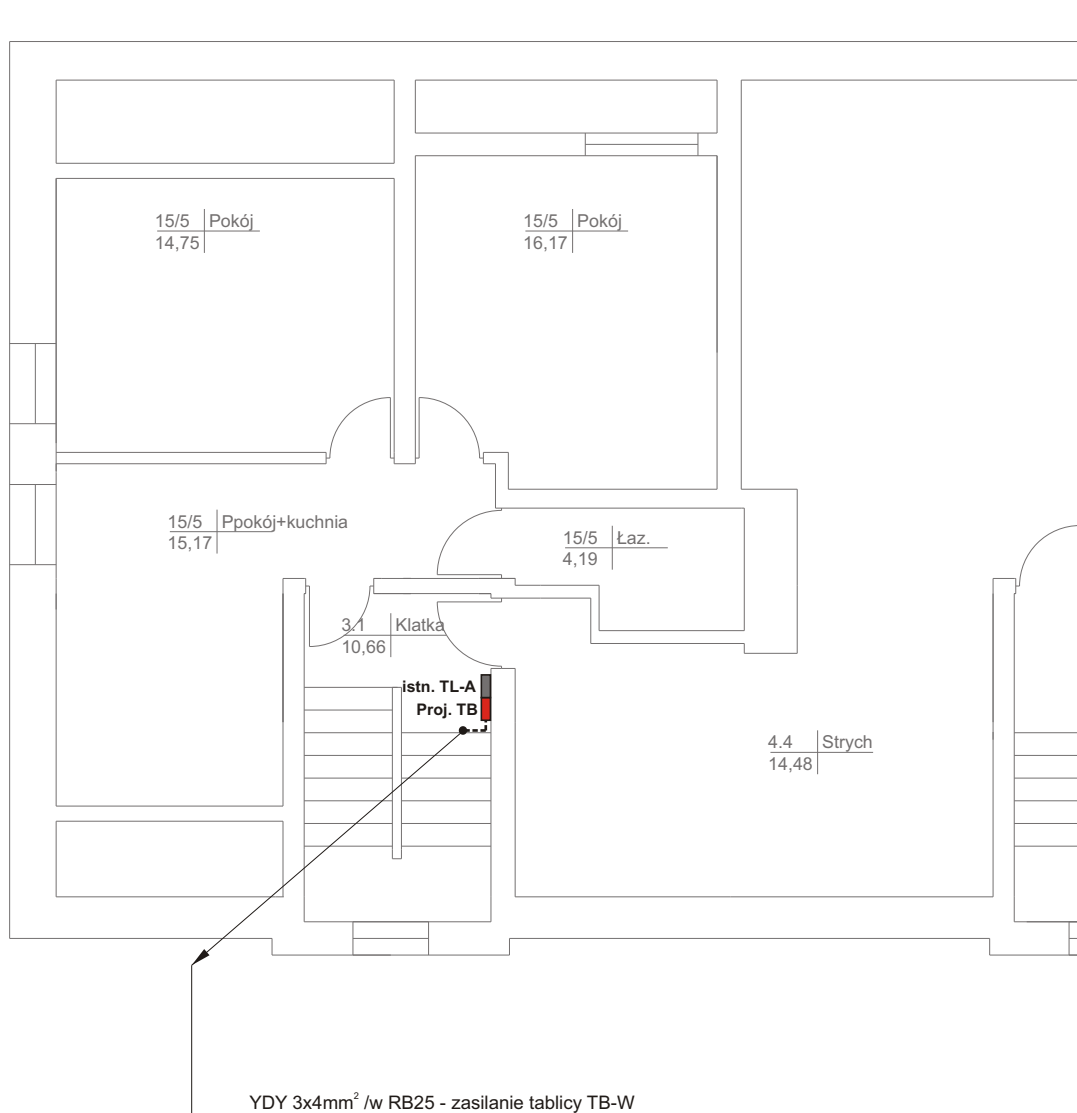 15/5 Pokój
14,75
15/5 Pokój
16,17
15/5 Ppokój+kuchnia
15,17
15/5 Łaz.
4,19
3.1 Klatka
10,66
istn. TL-A
Proj. TB
4.4 Strych
14,48
YDY 3x4mm² /w RB25 - zasilanie tablicy TB-W